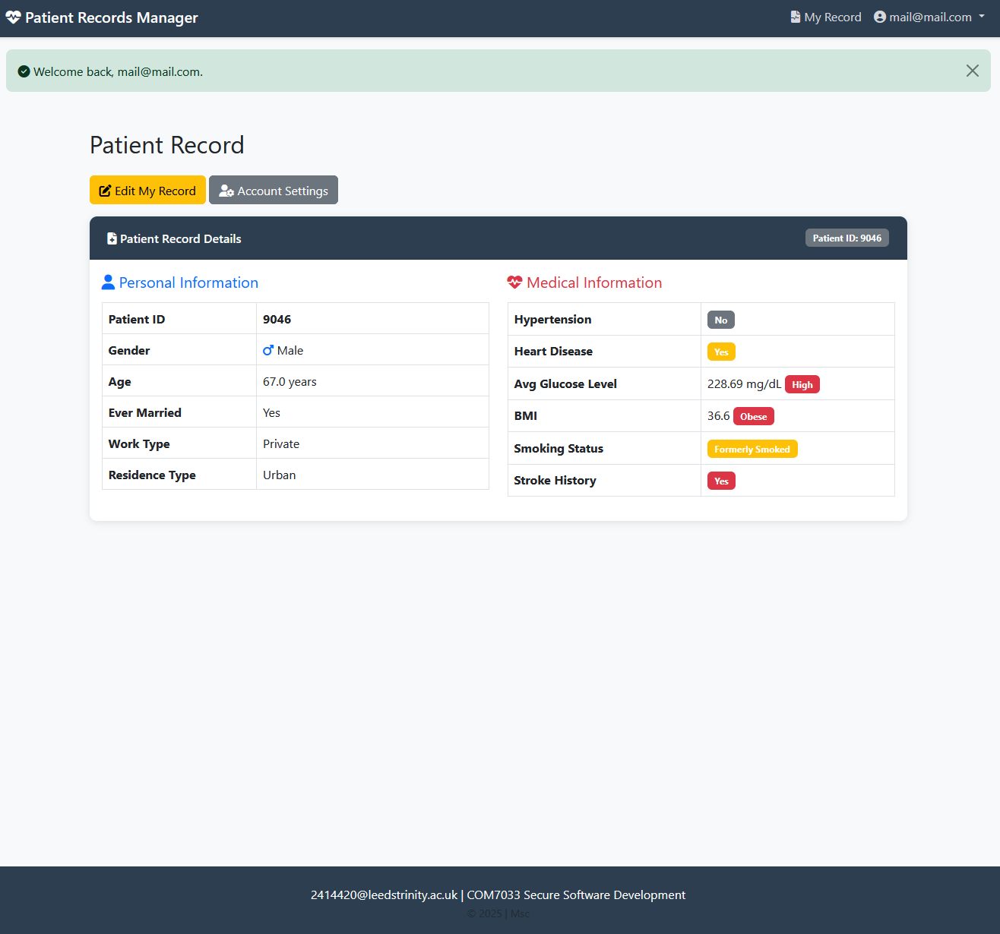 Patient Records Manager
My Record
mail@mail.com
Welcome back, mail@mail.com.
Patient Record
Edit My Record
Account Settings
Patient Record Details
Patient ID: 9046
Personal Information
Patient ID 9046
Gender Male
Age 67.0 years
Ever Married Yes
Work Type Private
Residence Type Urban
Medical Information
Hypertension No
Heart Disease Yes
Avg Glucose Level 228.69 mg/dL High
BMI 36.6 Obese
Smoking Status Formerly Smoked
Stroke History Yes
2414420@leedstrinity.ac.uk | COM7033 Secure Software Development
© 2025 | Msc